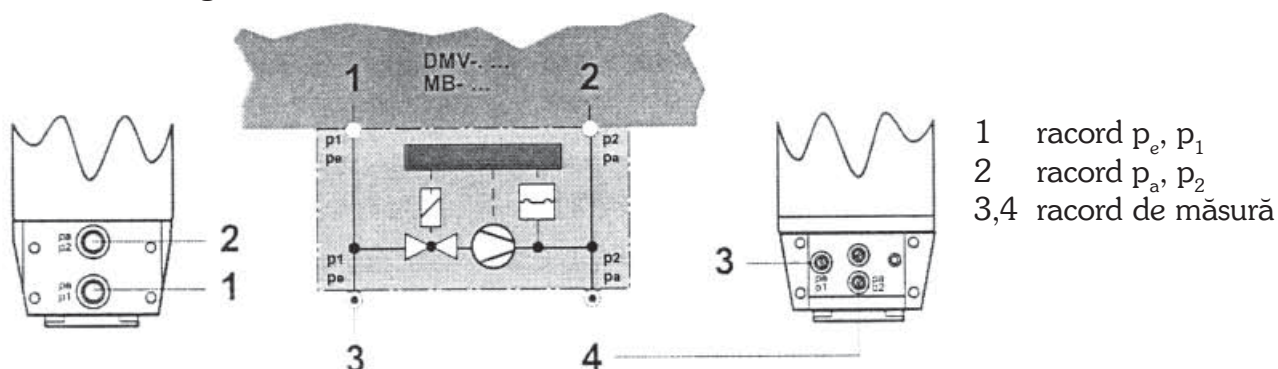 DMV-. ...
MB- ...
1
2
p1
pe
p2
pa
p1
pe
p2
pa
3
4
pa
p2
pe
p1
2
1
3
pe
p1
pa
p2
1 racord pₑ, p₁
2 racord pₐ, p₂
3,4 racord de măsură